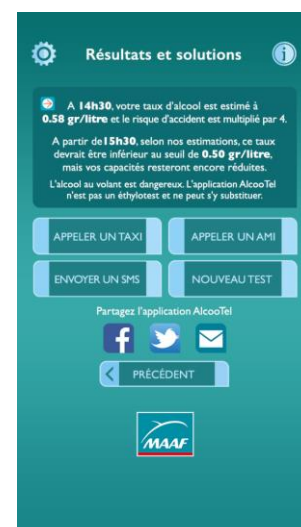 Résultats et solutions
A 14h30, votre taux d'alcool est estimé à
0.58 gr/litre et le risque d'accident est multiplié par 4.
A partir de15h30, selon nos estimations, ce taux
devrait être inférieur au seuil de 0.50 gr/litre,
mais vos capacités resteront encore réduites.
L'alcool au volant est dangereux. L'application AlcooTel
n'est pas un éthylotest et ne peut s'y substituer.
APPELER UN TAXI
APPELER UN AMI
ENVOYER UN SMS
NOUVEAU TEST
Partagez l'application AlcooTel
PRÉCÉDENT
MAAF